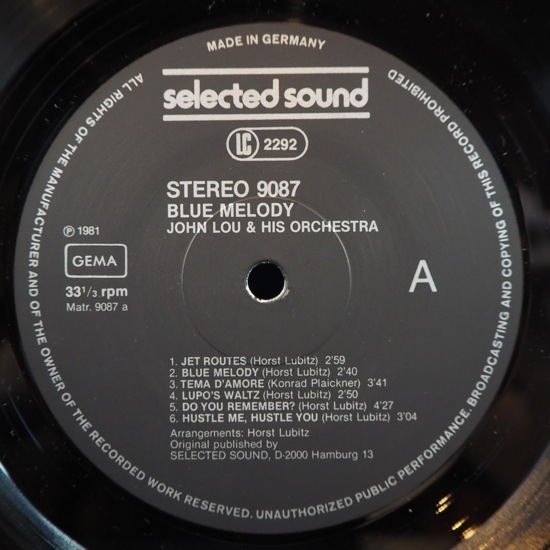 MADE IN GERMANY
ALL RIGHTS OF THE MANUFACTURER AND OF THE OWNER OF THE RECORDED WORK RESERVED. UNAUTHORIZED PUBLIC PERFORMANCE, BROADCASTING AND COPYING OF THIS RECORD PROHIBITED
selected sound
LC 2292
STEREO 9087
BLUE MELODY
JOHN LOU & HIS ORCHESTRA
℗ 1981
GEMA
33 1/3 rpm
Matr. 9087 a
A
1. JET ROUTES (Horst Lubitz) 2'59
2. BLUE MELODY (Horst Lubitz) 2'40
3. TEMA D'AMORE (Konrad Plaickner) 3'41
4. LUPO'S WALTZ (Horst Lubitz) 2'50
5. DO YOU REMEMBER? (Horst Lubitz) 4'27
6. HUSTLE ME, HUSTLE YOU (Horst Lubitz) 3'04
Arrangements: Horst Lubitz
Original published by
SELECTED SOUND, D-2000 Hamburg 13